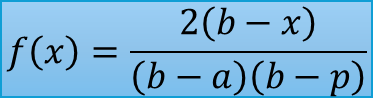 f(x) = 2(b − x) / (b − a)(b − p)